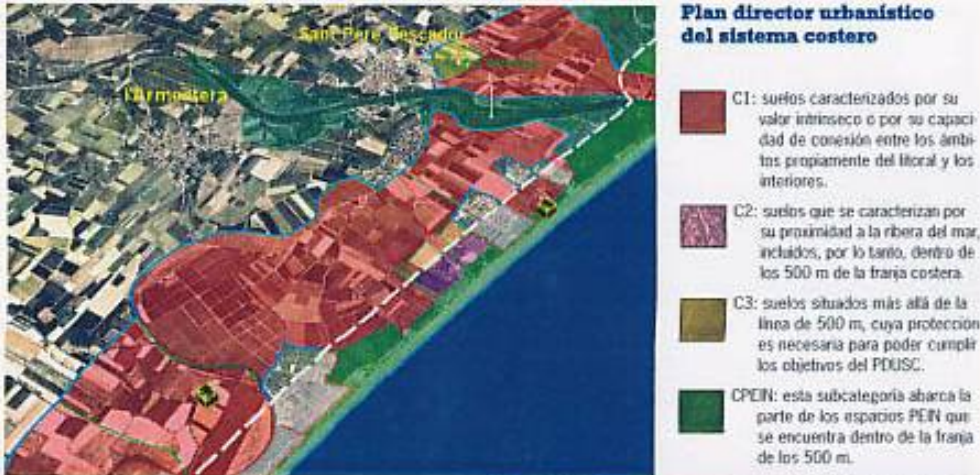 Plan director urbanístico
del sistema costero
Sant Pere Pescador
l'Armentera
C1: suelos caracterizados por su
valor intrínseco o por su capaci-
dad de conexión entre los ámbi-
tos propiamente del litoral y los
interiores.
C2: suelos que se caracterizan por
su proximidad a la ribera del mar,
incluidos, por lo tanto, dentro de
los 500 m de la franja costera.
C3: suelos situados más allá de la
línea de 500 m, cuya protección
es necesaria para poder cumplir
los objetivos del PDUSC.
CPEIN: esta subcategoría abarca la
parte de los espacios PEIN que
se encuentra dentro de la franja
de los 500 m.